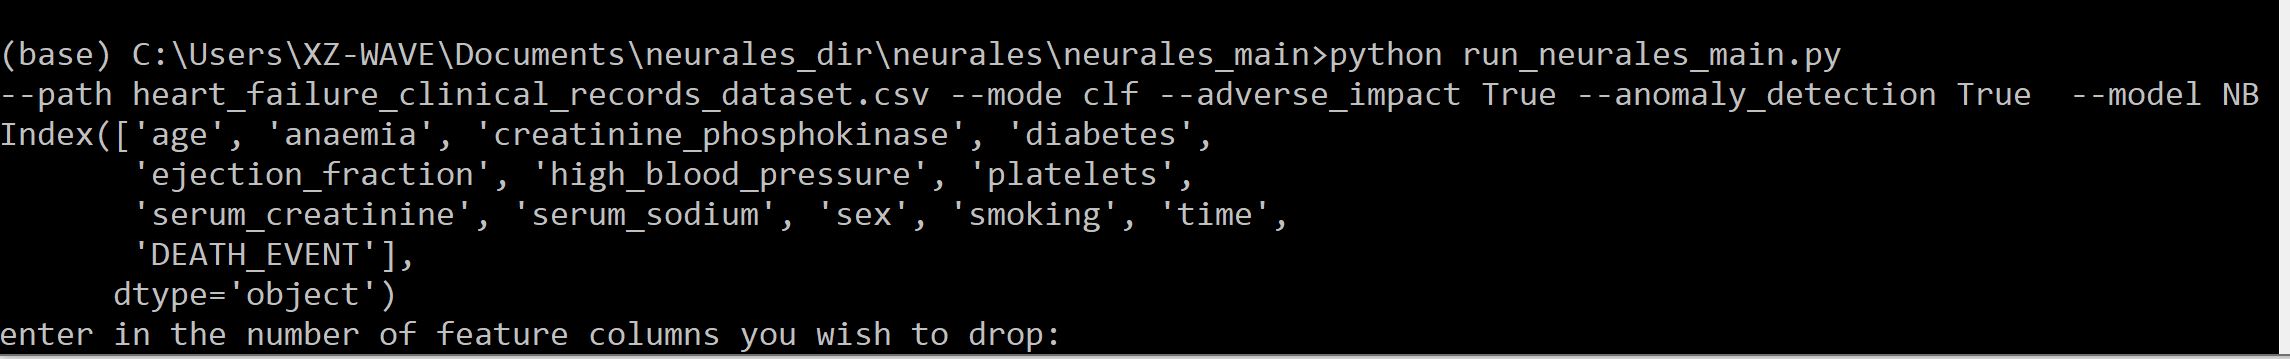 (base) C:\Users\XZ-WAVE\Documents\neurales_dir\neurales\neurales_main>python run_neurales_main.py
--path heart_failure_clinical_records_dataset.csv --mode clf --adverse_impact True --anomaly_detection True  --model NB
Index(['age', 'anaemia', 'creatinine_phosphokinase', 'diabetes',
       'ejection_fraction', 'high_blood_pressure', 'platelets',
       'serum_creatinine', 'serum_sodium', 'sex', 'smoking', 'time',
       'DEATH_EVENT'],
      dtype='object')
enter in the number of feature columns you wish to drop: